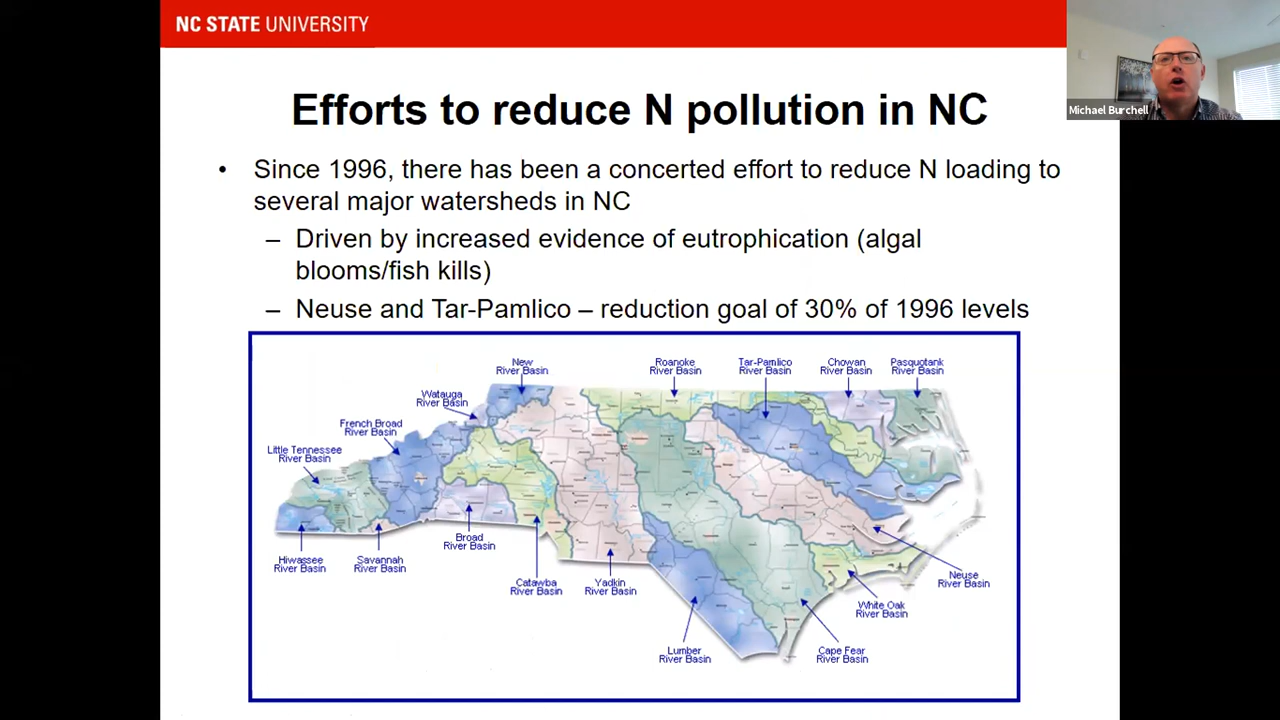 NC STATE UNIVERSITY
Michael Burchell
Efforts to reduce N pollution in NC
• Since 1996, there has been a concerted effort to reduce N loading to
several major watersheds in NC
– Driven by increased evidence of eutrophication (algal
blooms/fish kills)
– Neuse and Tar-Pamlico – reduction goal of 30% of 1996 levels
New
River Basin
Roanoke
River Basin
Tar-Pamlico
River Basin
Chowan
River Basin
Pasquotank
River Basin
Watauga
River Basin
French Broad
River Basin
Little Tennessee
River Basin
Hiwassee
River Basin
Savannah
River Basin
Broad
River Basin
Catawba
River Basin
Yadkin
River Basin
Neuse
River Basin
White Oak
River Basin
Lumber
River Basin
Cape Fear
River Basin